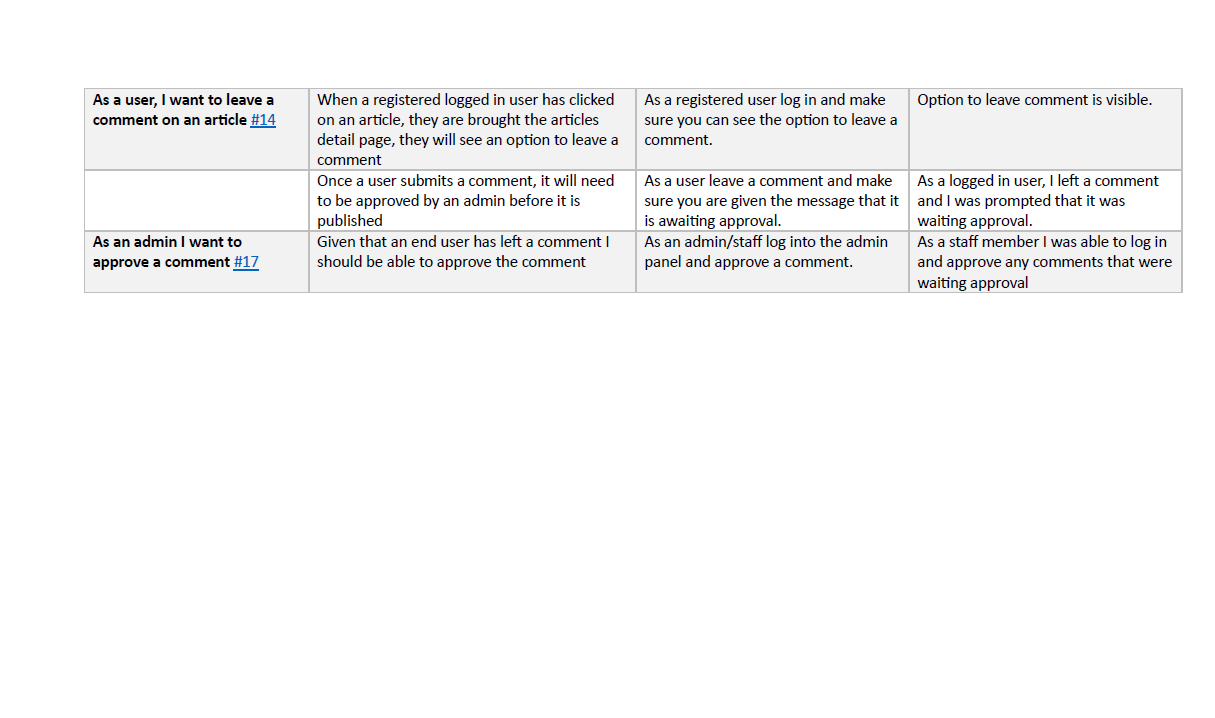 As a user, I want to leave a
comment on an article #14
When a registered logged in user has clicked
on an article, they are brought the articles
detail page, they will see an option to leave a
comment
As a registered user log in and make
sure you can see the option to leave a
comment.
Option to leave comment is visible.
Once a user submits a comment, it will need
to be approved by an admin before it is
published
As a user leave a comment and make
sure you are given the message that it
is awaiting approval.
As a logged in user, I left a comment
and I was prompted that it was
waiting approval.
As an admin I want to
approve a comment #17
Given that an end user has left a comment I
should be able to approve the comment
As an admin/staff log into the admin
panel and approve a comment.
As a staff member I was able to log in
and approve any comments that were
waiting approval